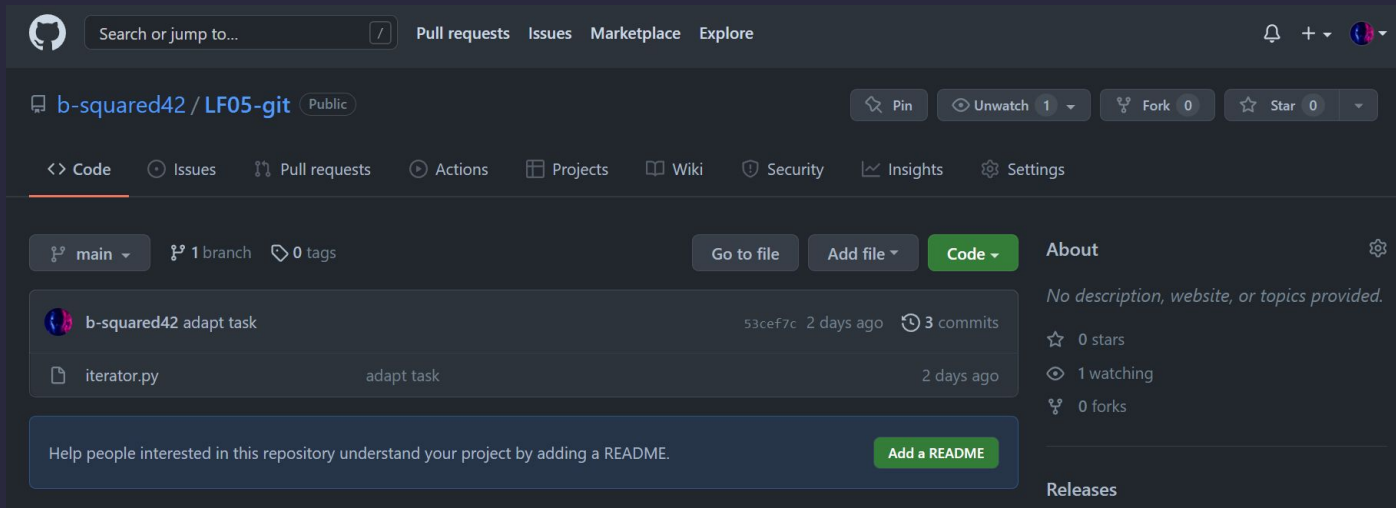 Search or jump to... / Pull requests Issues Marketplace Explore
b-squared42 / LF05-git Public Pin Unwatch 1 Fork 0 Star 0
<> Code Issues Pull requests Actions Projects Wiki Security Insights Settings
main 1 branch 0 tags Go to file Add file Code
b-squared42 adapt task 53cef7c 2 days ago 3 commits
iterator.py adapt task 2 days ago
Help people interested in this repository understand your project by adding a README. Add a README
About
No description, website, or topics provided.
0 stars
1 watching
0 forks
Releases